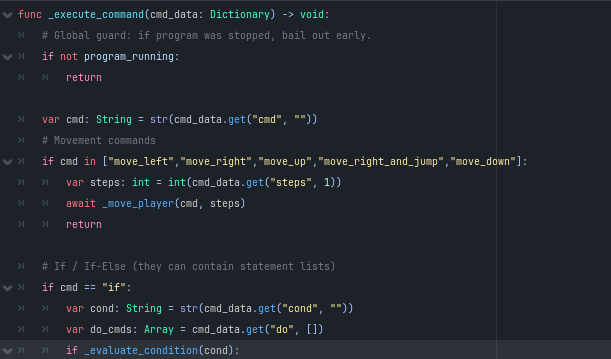 func _execute_command(cmd_data: Dictionary) -> void:
# Global guard: if program was stopped, bail out early.
if not program_running:
return
var cmd: String = str(cmd_data.get("cmd", ""))
# Movement commands
if cmd in ["move_left","move_right","move_up","move_right_and_jump","move_down"]:
var steps: int = int(cmd_data.get("steps", 1))
await _move_player(cmd, steps)
return
# If / If-Else (they can contain statement lists)
if cmd == "if":
var cond: String = str(cmd_data.get("cond", ""))
var do_cmds: Array = cmd_data.get("do", [])
if _evaluate_condition(cond):